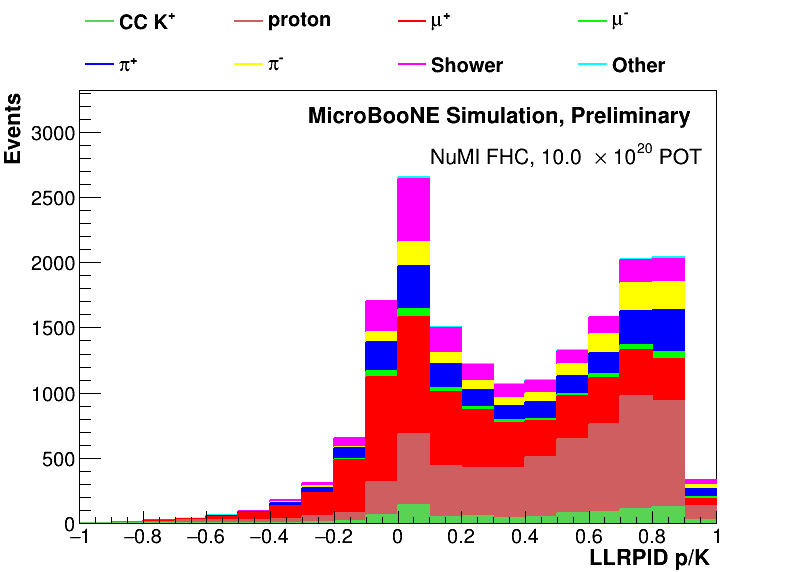 CC K⁺ proton μ⁺ μ⁻
π⁺ π⁻ Shower Other
MicroBooNE Simulation, Preliminary
NuMI FHC, 10.0 ×10²⁰ POT
Events
3000
2500
2000
1500
1000
500
0
−1 −0.8 −0.6 −0.4 −0.2 0 0.2 0.4 0.6 0.8 1
LLRPID p/K